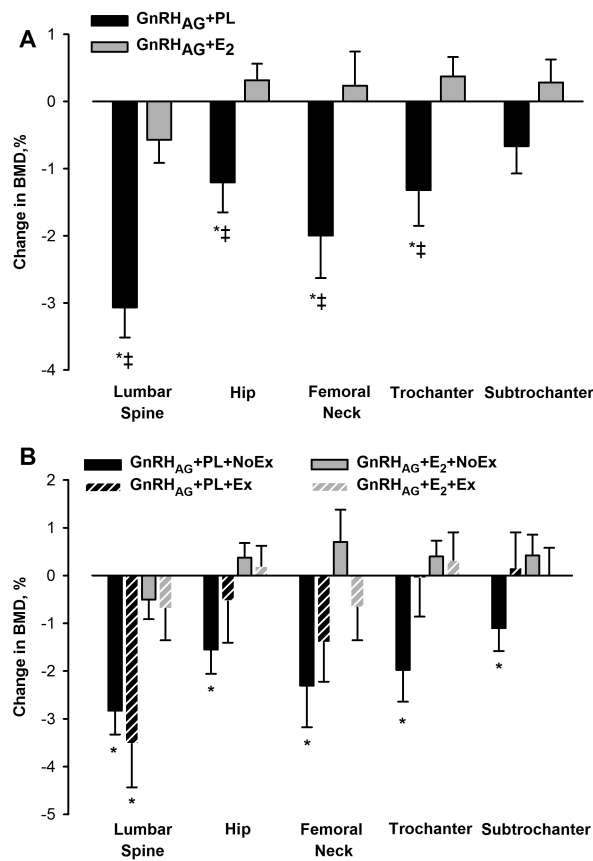 A
GnRHAG+PL
GnRHAG+E2
Change in BMD,%
1
0
-1
-2
-3
-4
*‡
*‡
*‡
*‡
Lumbar Spine
Hip
Femoral Neck
Trochanter
Subtrochanter
B
GnRHAG+PL+NoEx
GnRHAG+E2+NoEx
GnRHAG+PL+Ex
GnRHAG+E2+Ex
Change in BMD, %
2
1
0
-1
-2
-3
-4
-5
*
*
*
*
*
*
Lumbar Spine
Hip
Femoral Neck
Trochanter
Subtrochanter